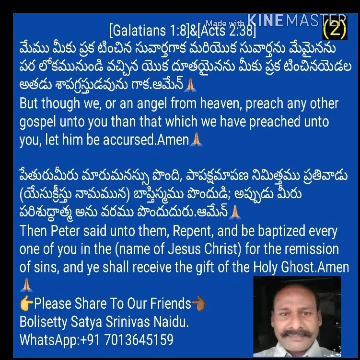 [Galatians 1:8]&[Acts 2:38]
Made with KINEMASTER
(2)
మేము మీకు ప్రక టించిన సువార్తగాక మరియొక సువార్తను మేమైనను
పర లోకమునుండి వచ్చిన యొక దూతయైనను మీకు ప్రక టించినయెడల
అతడు శాపగ్రస్తుడవును గాక.ఆమేన్🙏
But though we, or an angel from heaven, preach any other
gospel unto you than that which we have preached unto
you, let him be accursed.Amen🙏
పేతురుమీరు మారుమనస్సు పొంది, పాపక్షమాపణ నిమిత్తము ప్రతివాడు
(యేసుక్రీస్తు నామమున) బాప్తిస్మము పొందుడి; అప్పుడు మీరు
పరిశుద్ధాత్మ అను వరము పొందుదురు.ఆమేన్🙏
Then Peter said unto them, Repent, and be baptized every
one of you in the (name of Jesus Christ) for the remission
of sins, and ye shall receive the gift of the Holy Ghost.Amen
🙏
👉Please Share To Our Friends👈
Bolisetty Satya Srinivas Naidu.
WhatsApp:+91 7013645159